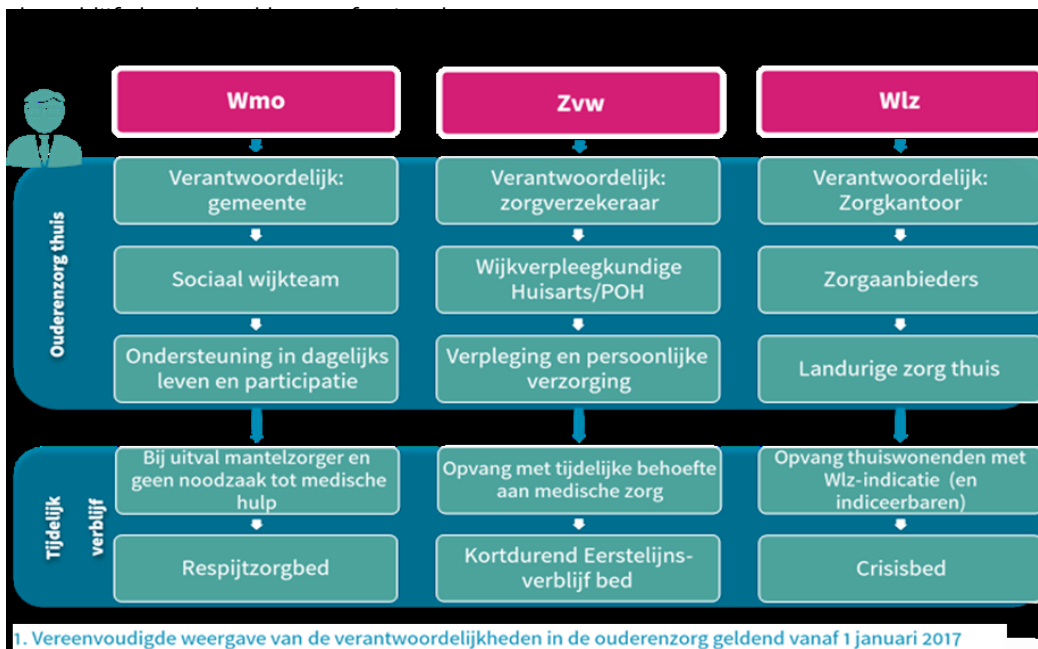 Wmo
Zvw
Wlz
Ouderenzorg thuis
Verantwoordelijk:
gemeente
Verantwoordelijk:
zorgverzekeraar
Verantwoordelijk:
Zorgkantoor
Sociaal wijkteam
Wijkverpleegkundige
Huisarts/POH
Zorgaanbieders
Ondersteuning in dagelijks
leven en participatie
Verpleging en persoonlijke
verzorging
Landurige zorg thuis
Tijdelijk
verblijf
Bij uitval mantelzorger en
geen noodzaak tot medische
hulp
Opvang met tijdelijke behoefte
aan medische zorg
Opvang thuiswonenden met
Wlz-indicatie (en
indiceerbaren)
Respijtzorgbed
Kortdurend Eerstelijns-
verblijf bed
Crisisbed
1. Vereenvoudigde weergave van de verantwoordelijkheden in de ouderenzorg geldend vanaf 1 januari 2017